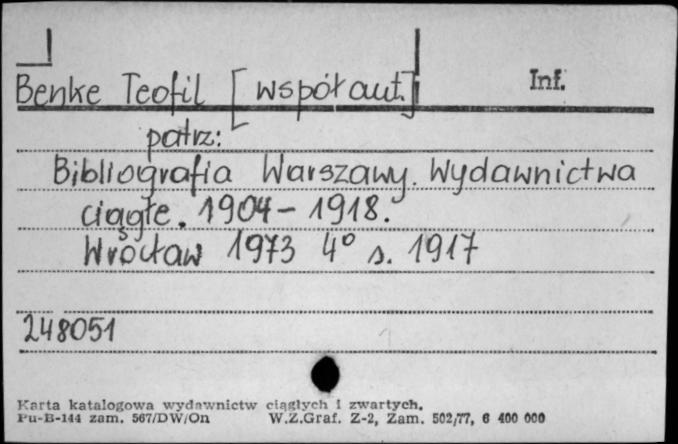 Benke Teofil [współaut.] Inf.
patrz:
Bibliografia Warszawy. Wydawnictwa
ciągłe. 1904 – 1918.
Wrocław 1973 4° s. 1917
248051
Karta katalogowa wydawnictw ciągłych i zwartych.
Pu-B-144 zam. 567/DW/On W.Z.Graf. Z-2, Zam. 502/77, 6 400 000